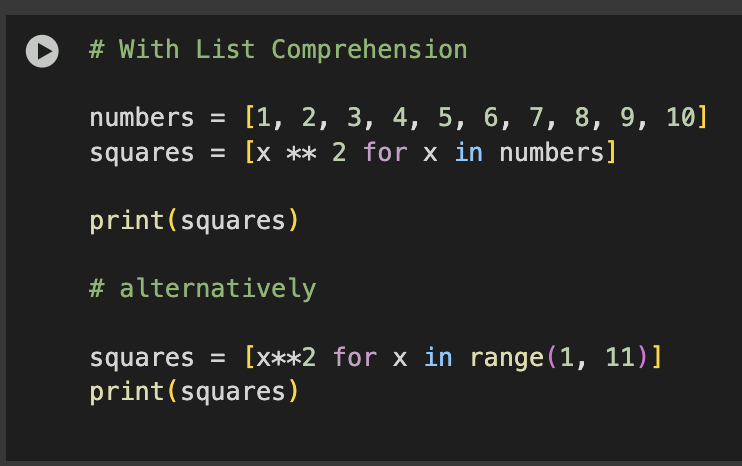 # With List Comprehension
numbers = [1, 2, 3, 4, 5, 6, 7, 8, 9, 10]
squares = [x ** 2 for x in numbers]
print(squares)
# alternatively
squares = [x**2 for x in range(1, 11)]
print(squares)